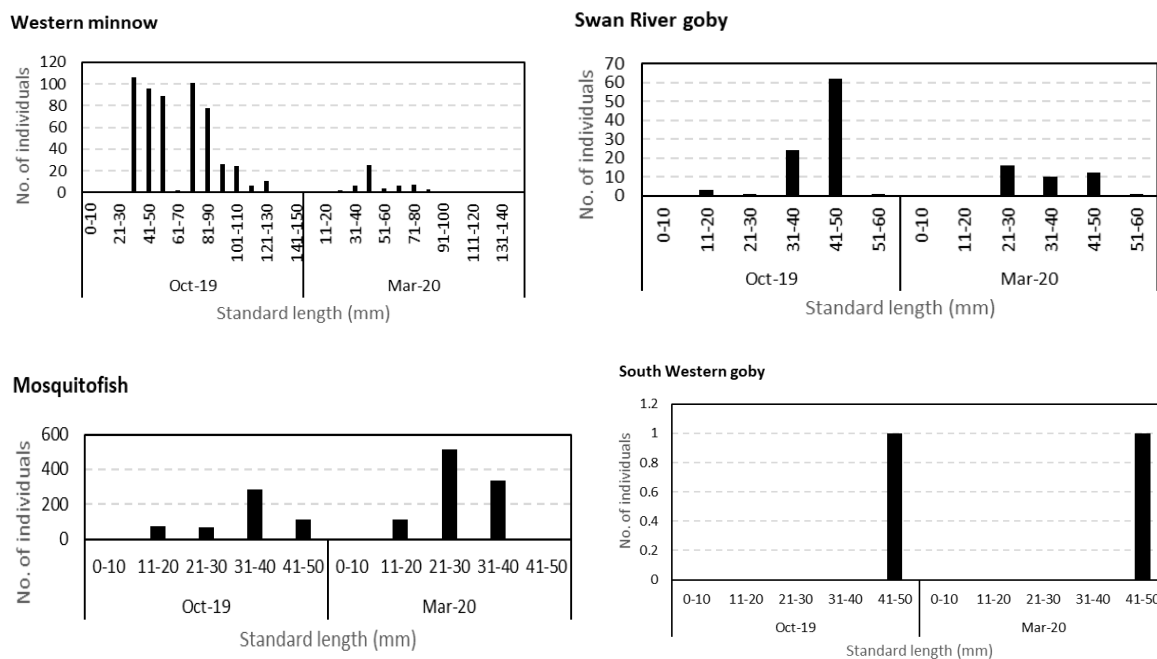 Western minnow
No. of individuals
120
100
80
60
40
20
0
0-10
21-30
41-50
61-70
81-90
101-110
121-130
141-150
11-20
31-40
51-60
71-80
91-100
111-120
131-140
Oct-19
Mar-20
Standard length (mm)
Swan River goby
No. of individuals
70
60
50
40
30
20
10
0
0-10
11-20
21-30
31-40
41-50
51-60
0-10
11-20
21-30
31-40
41-50
51-60
Oct-19
Mar-20
Standard length (mm)
Mosquitofish
No. of individuals
600
400
200
0
0-10 11-20 21-30 31-40 41-50 0-10 11-20 21-30 31-40 41-50
Oct-19 Mar-20
Standard length (mm)
South Western goby
No. of individuals
1.2
1
0.8
0.6
0.4
0.2
0
0-10 11-20 21-30 31-40 41-50 0-10 11-20 21-30 31-40 41-50
Oct-19 Mar-20
Standard length (mm)